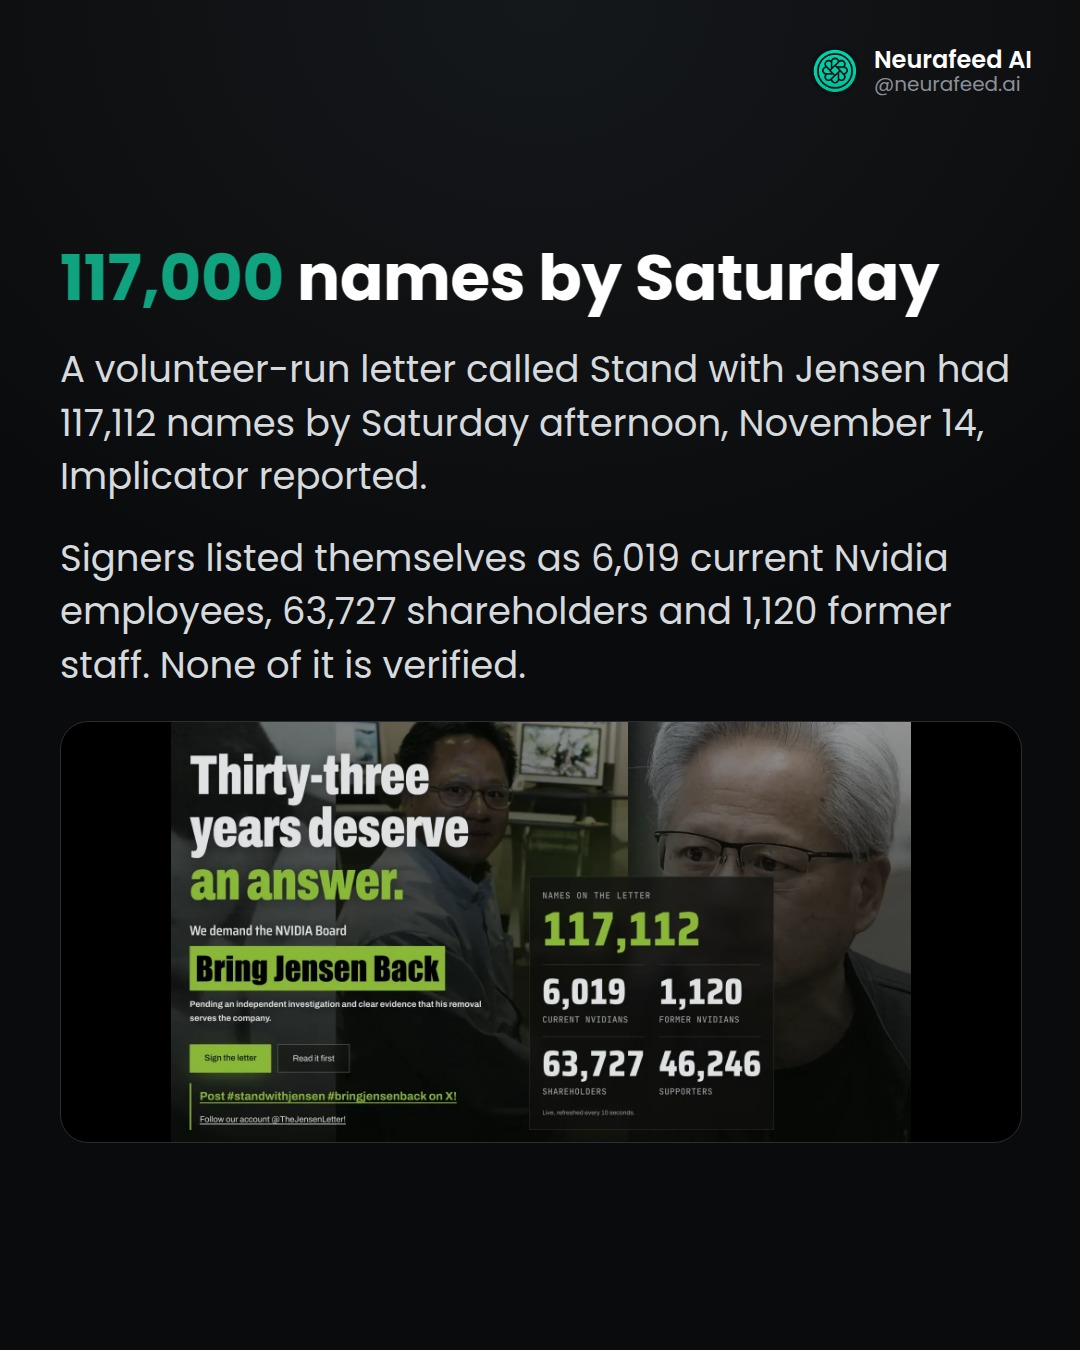 Neurafeed AI
@neurafeed.ai
117,000 names by Saturday
A volunteer-run letter called Stand with Jensen had
117,112 names by Saturday afternoon, November 14,
Implicator reported.
Signers listed themselves as 6,019 current Nvidia
employees, 63,727 shareholders and 1,120 former
staff. None of it is verified.
Thirty-three
years deserve
an answer.
We demand the NVIDIA Board
Bring Jensen Back
Pending an independent investigation and clear evidence that his removal
serves the company.
Sign the letter
Read it first
Post #standwithjensen #bringjensenback on X!
Follow our account @TheJensenLetter!
NAMES ON THE LETTER
117,112
6,019 1,120
CURRENT NVIDIANS FORMER NVIDIANS
63,727 46,246
SHAREHOLDERS SUPPORTERS
Live, refreshed every 10 seconds.